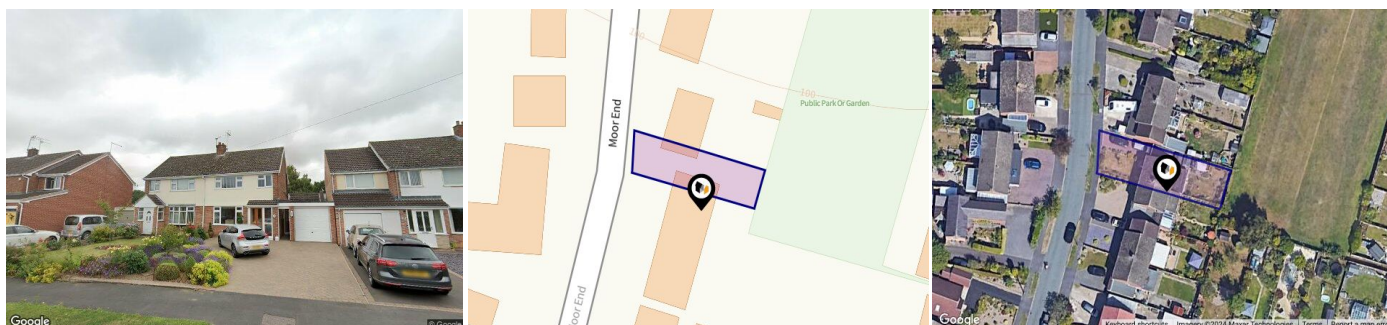 © Google
Moor End
Moor End
100
100
Public Park Or Garden
Google
Keyboard shortcuts Imagery ©2024 Maxar Technologies Terms Report a map error